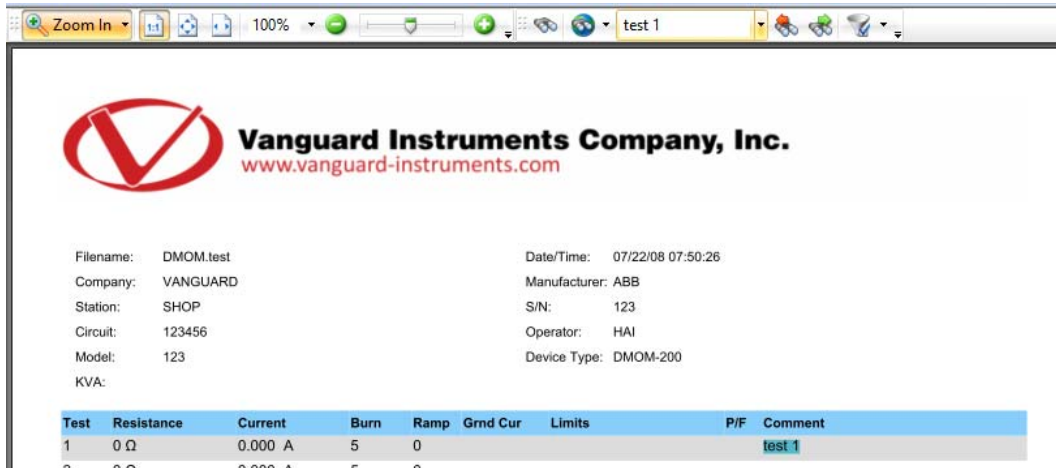 Zoom In 1:1 100% test 1
Vanguard Instruments Company, Inc.
www.vanguard-instruments.com
Filename: DMOM.test Date/Time: 07/22/08 07:50:26
Company: VANGUARD Manufacturer: ABB
Station: SHOP S/N: 123
Circuit: 123456 Operator: HAI
Model: 123 Device Type: DMOM-200
KVA:
Test Resistance Current Burn Ramp Grnd Cur Limits P/F Comment
1 0 Ω 0.000 A 5 0 test 1